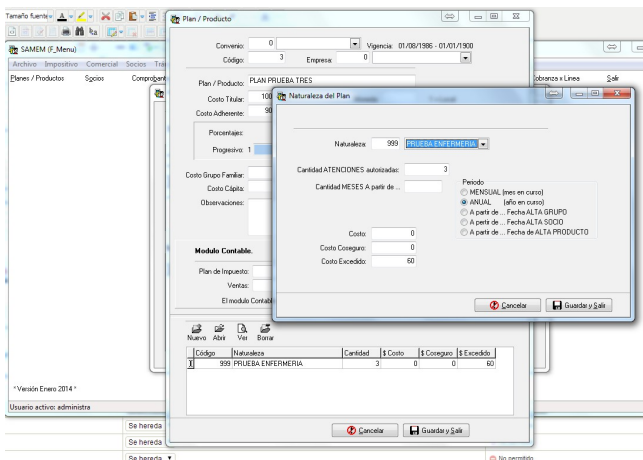 Tamaño fuente
Plan / Producto
SAMEM (F_Menu)
Archivo Impositivo Comercial Socios
Planes / Productos Socios
Cobranza x Linea Salir
Convenio: 0 Vigencia: 01/08/1986 - 01/01/1900
Código: 3 Empresa: 0
Plan / Producto: PLAN PRUEBA TRES
Costo Titular: 100
Costo Adherente: 90
Porcentajes:
Progresivo: 1
Costo Grupo Familiar:
Costo Cápita:
Observaciones:
Modulo Contable.
Plan de Impuesto:
Ventas:
El modulo Contabl
Naturaleza del Plan
Naturaleza: 999 PRUEBA ENFERMERIA
Cantidad ATENCIONES autorizadas: 3
Cantidad MESES A partir de ...
Periodo
MENSUAL (mes en curso)
ANUAL (año en curso)
A partir de ... Fecha ALTA GRUPO
A partir de ... Fecha ALTA SOCIO
A partir de ... Fecha de ALTA PRODUCTO
Costo: 0
Costo Coseguro: 0
Costo Excedido: 60
Cancelar Guardar y Salir
Nuevo Abrir Ver Borrar
Código Naturaleza Cantidad $ Costo $ Coseguro $ Excedido
999 PRUEBA ENFERMERIA 3 0 0 60
Cancelar Guardar y Salir
*Versión Enero 2014 *
Usuario activo: administra
Se hereda
Se hereda
Se hereda
No permitido